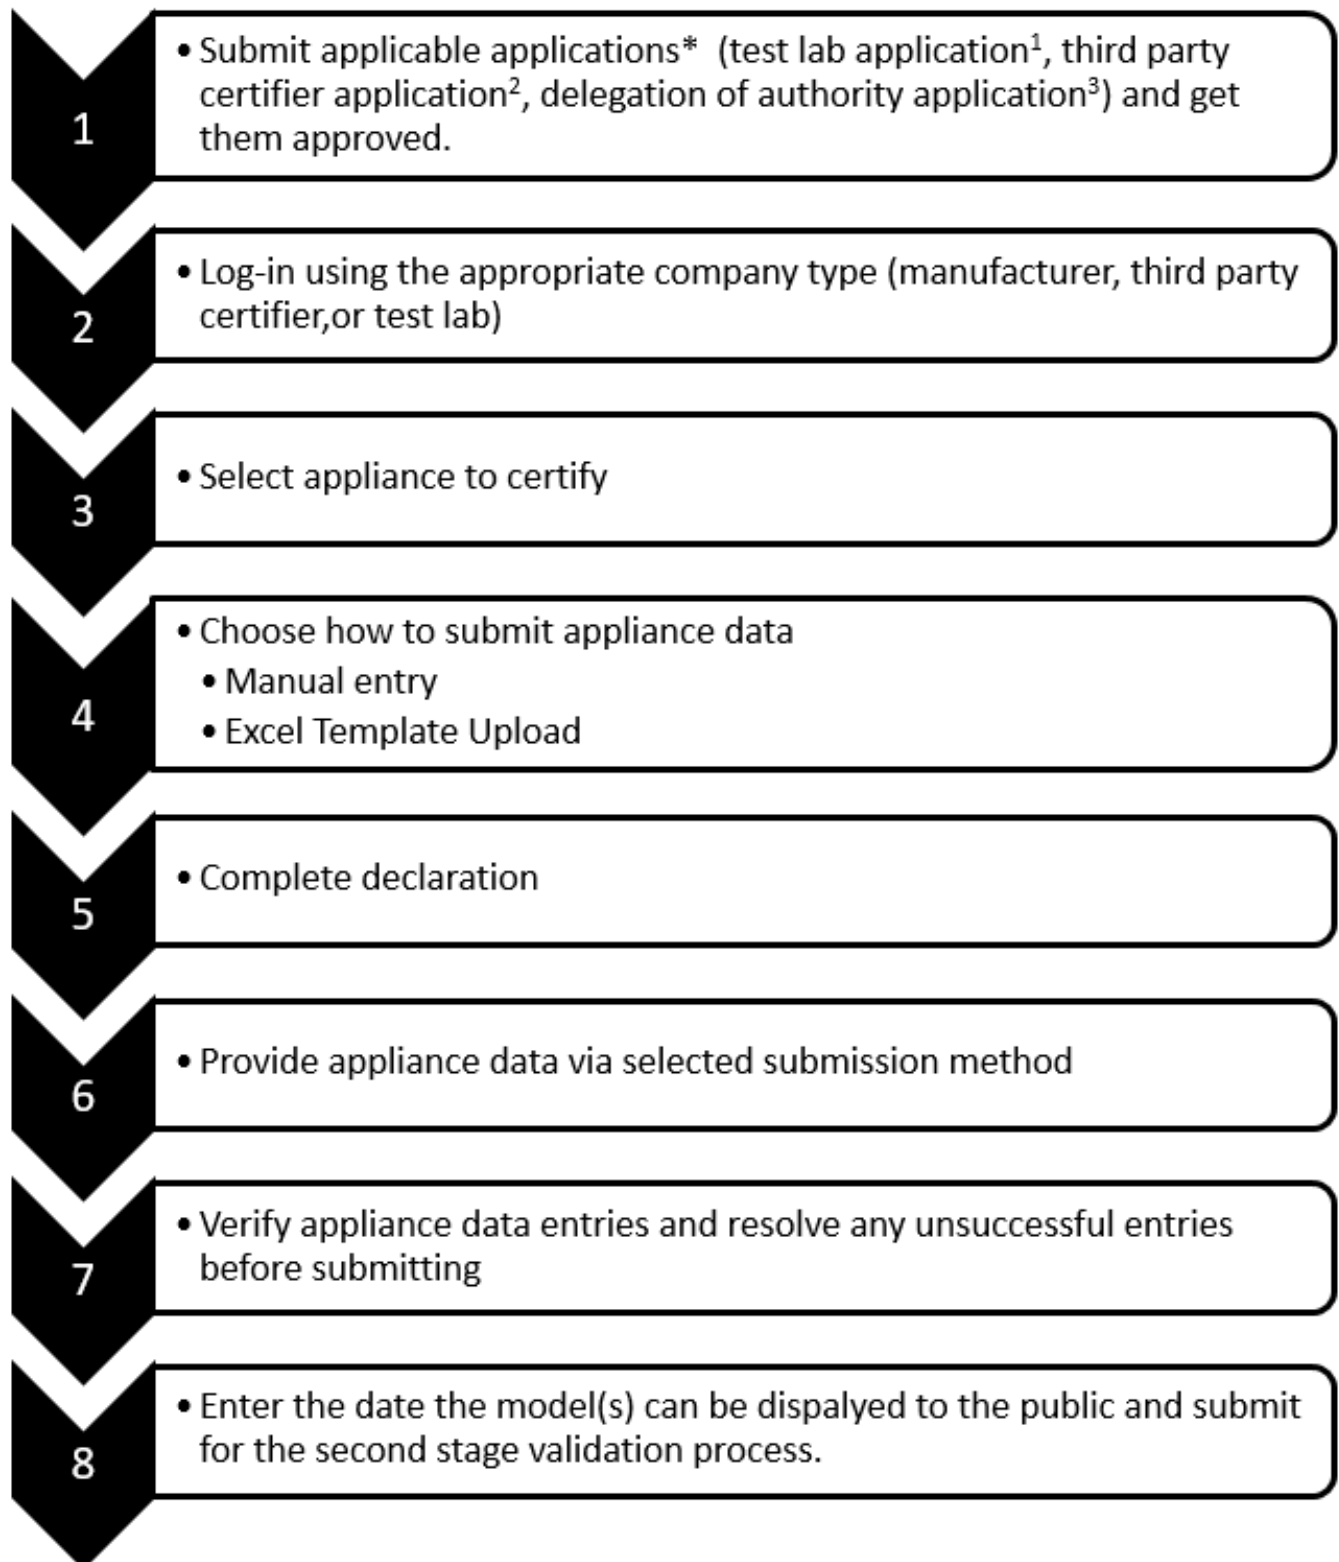 1
• Submit applicable applications* (test lab application¹, third party
certifier application², delegation of authority application³) and get
them approved.
2
• Log-in using the appropriate company type (manufacturer, third party
certifier,or test lab)
3
• Select appliance to certify
4
• Choose how to submit appliance data
• Manual entry
• Excel Template Upload
5
• Complete declaration
6
• Provide appliance data via selected submission method
7
• Verify appliance data entries and resolve any unsuccessful entries
before submitting
8
• Enter the date the model(s) can be dispalyed to the public and submit
for the second stage validation process.